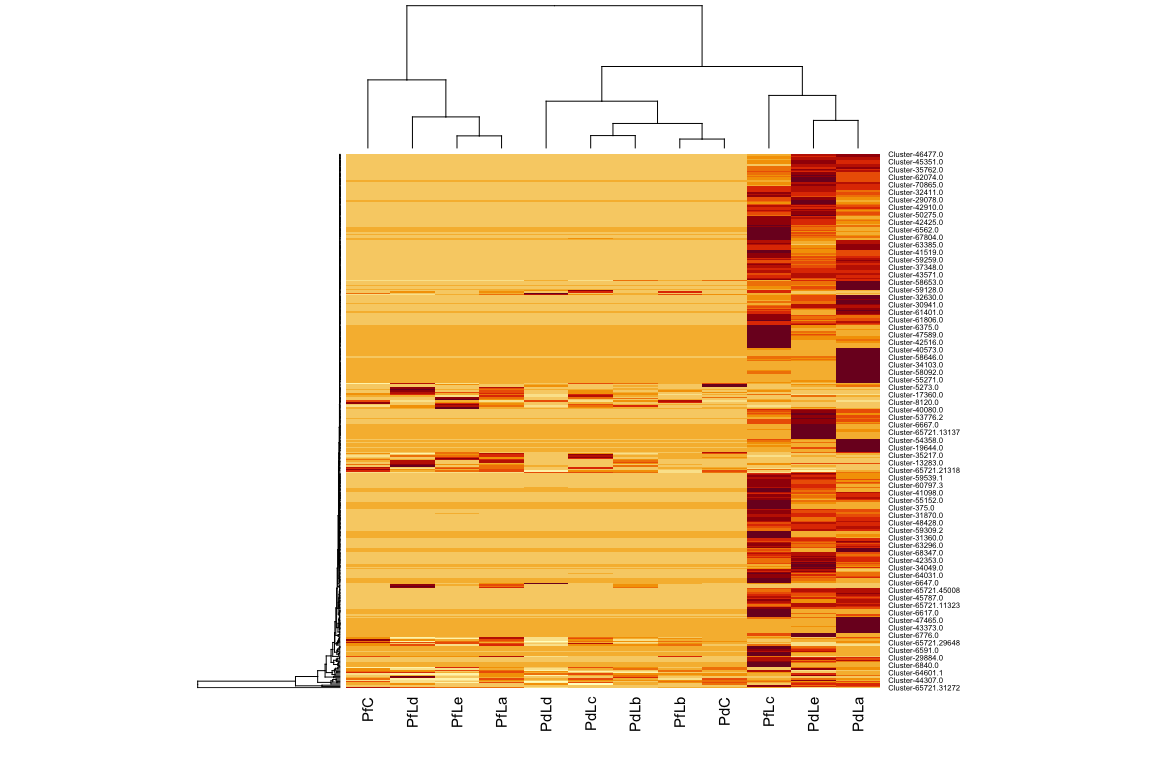 Cluster-46477.0
Cluster-45351.0
Cluster-35762.0
Cluster-62074.0
Cluster-70865.0
Cluster-32411.0
Cluster-29078.0
Cluster-42910.0
Cluster-50275.0
Cluster-42425.0
Cluster-6562.0
Cluster-67804.0
Cluster-63385.0
Cluster-41519.0
Cluster-59259.0
Cluster-37348.0
Cluster-43571.0
Cluster-58653.0
Cluster-59128.0
Cluster-32630.0
Cluster-30941.0
Cluster-61401.0
Cluster-61806.0
Cluster-6375.0
Cluster-47589.0
Cluster-42516.0
Cluster-40573.0
Cluster-58646.0
Cluster-34103.0
Cluster-58092.0
Cluster-55271.0
Cluster-5273.0
Cluster-17360.0
Cluster-8120.0
Cluster-40080.0
Cluster-53776.2
Cluster-6667.0
Cluster-65721.13137
Cluster-54358.0
Cluster-19644.0
Cluster-35217.0
Cluster-13283.0
Cluster-65721.21318
Cluster-59539.1
Cluster-60797.3
Cluster-41098.0
Cluster-55152.0
Cluster-375.0
Cluster-31870.0
Cluster-48428.0
Cluster-59309.2
Cluster-31360.0
Cluster-63296.0
Cluster-68347.0
Cluster-42353.0
Cluster-34049.0
Cluster-64031.0
Cluster-6647.0
Cluster-65721.45008
Cluster-45787.0
Cluster-65721.11323
Cluster-6617.0
Cluster-47465.0
Cluster-43373.0
Cluster-6776.0
Cluster-65721.29648
Cluster-6591.0
Cluster-29884.0
Cluster-6840.0
Cluster-64601.1
Cluster-44307.0
Cluster-65721.31272
PfC
PfLd
PfLe
PfLa
PdLd
PdLc
PdLb
PfLb
PdC
PfLc
PdLe
PdLa